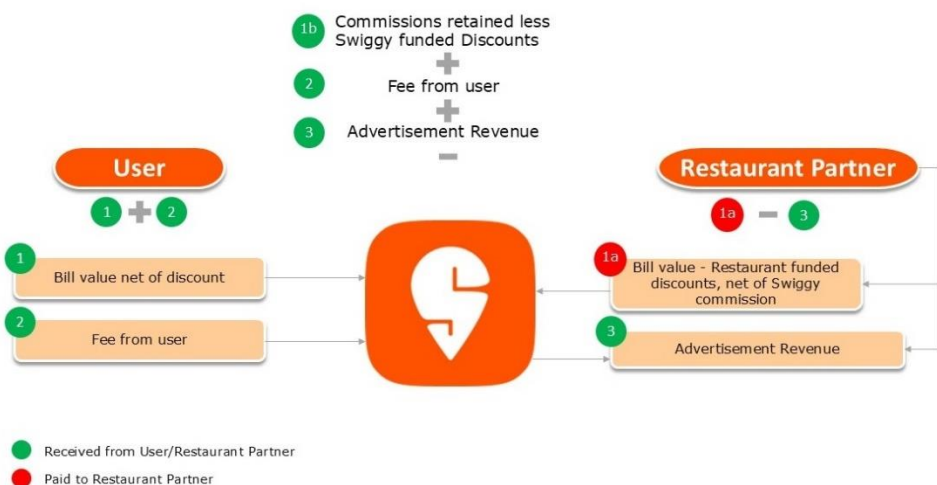 1b Commissions retained less
Swiggy funded Discounts
+
2 Fee from user
+
3 Advertisement Revenue
−
User
1 + 2
1
Bill value net of discount
2
Fee from user
Restaurant Partner
1a − 3
1a
Bill value - Restaurant funded
discounts, net of Swiggy
commission
3
Advertisement Revenue
Received from User/Restaurant Partner
Paid to Restaurant Partner